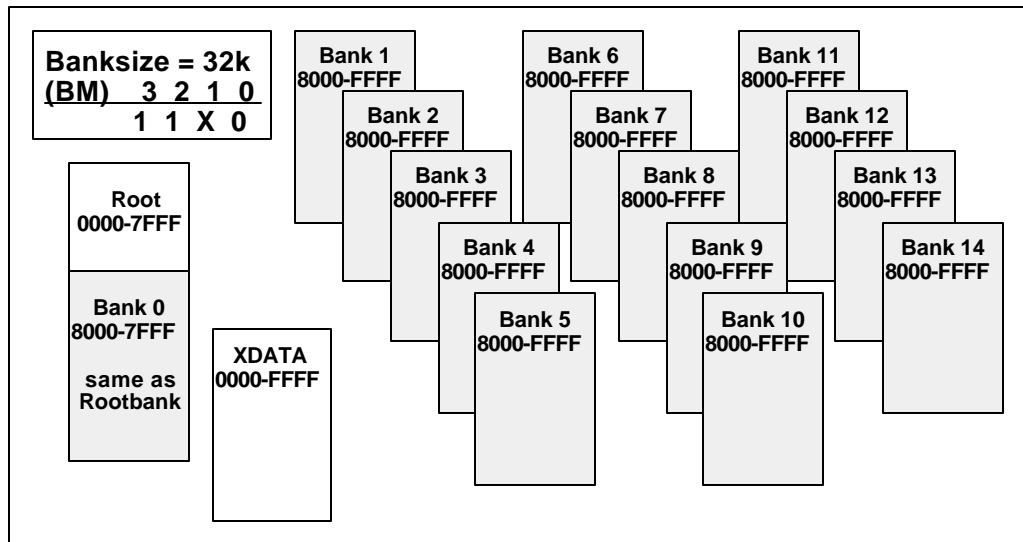 Banksize = 32k
(BM) 3 2 1 0
1 1 X 0
Root
0000-7FFF
Bank 0
8000-7FFF
same as
Rootbank
XDATA
0000-FFFF
Bank 1
8000-FFFF
Bank 2
8000-FFFF
Bank 3
8000-FFFF
Bank 4
8000-FFFF
Bank 5
8000-FFFF
Bank 6
8000-FFFF
Bank 7
8000-FFFF
Bank 8
8000-FFFF
Bank 9
8000-FFFF
Bank 10
8000-FFFF
Bank 11
8000-FFFF
Bank 12
8000-FFFF
Bank 13
8000-FFFF
Bank 14
8000-FFFF